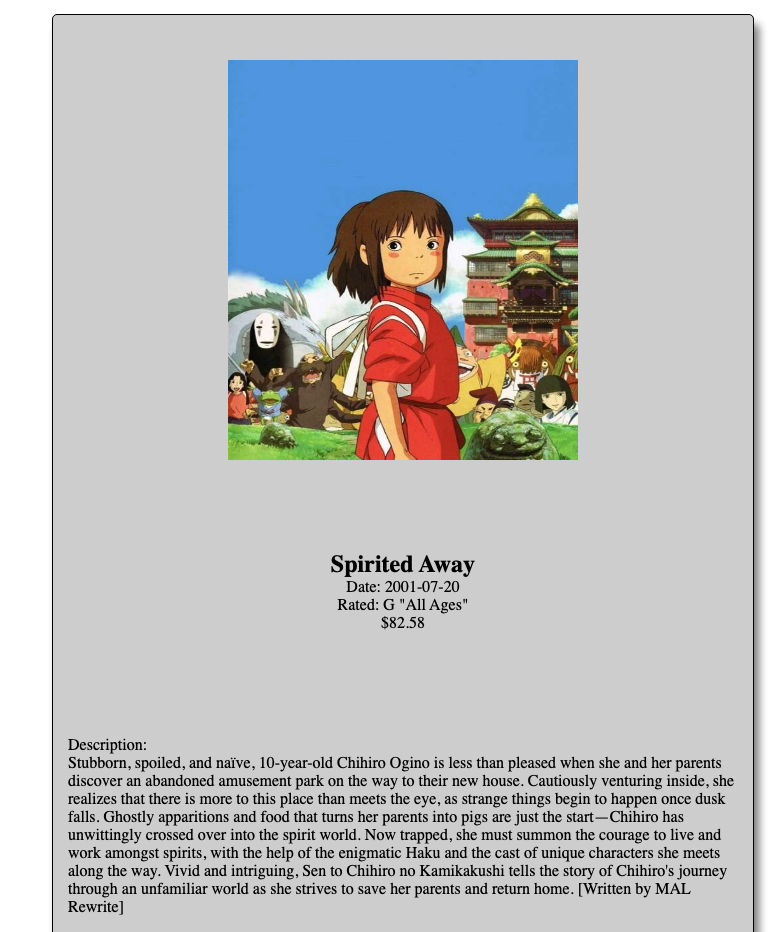 Spirited Away
Date: 2001-07-20
Rated: G "All Ages"
$82.58
Description:
Stubborn, spoiled, and naïve, 10-year-old Chihiro Ogino is less than pleased when she and her parents
discover an abandoned amusement park on the way to their new house. Cautiously venturing inside, she
realizes that there is more to this place than meets the eye, as strange things begin to happen once dusk
falls. Ghostly apparitions and food that turns her parents into pigs are just the start—Chihiro has
unwittingly crossed over into the spirit world. Now trapped, she must summon the courage to live and
work amongst spirits, with the help of the enigmatic Haku and the cast of unique characters she meets
along the way. Vivid and intriguing, Sen to Chihiro no Kamikakushi tells the story of Chihiro's journey
through an unfamiliar world as she strives to save her parents and return home. [Written by MAL
Rewrite]